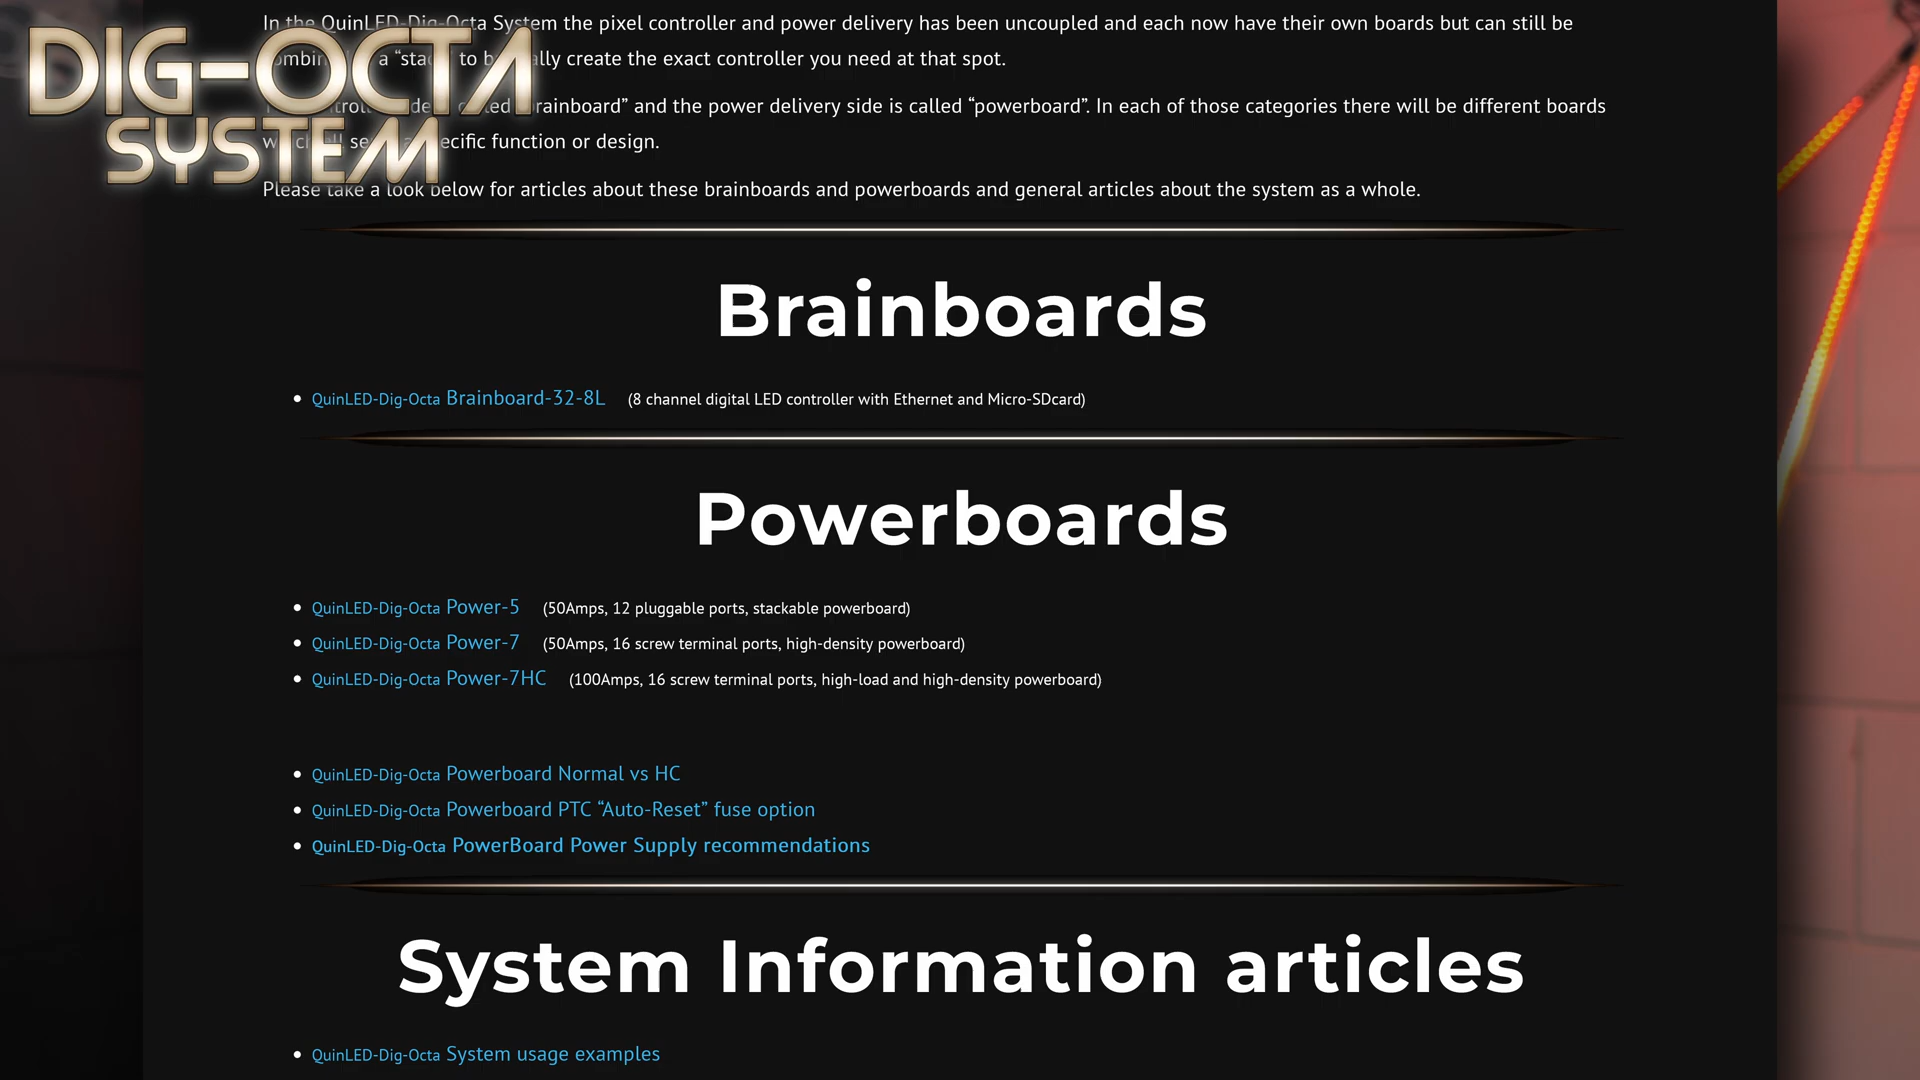 DIG-OCTA
SYSTEM
In the QuinLED-Dig-Octa System the pixel controller and power delivery has been uncoupled and each now have their own boards but can still be
a “stack” to ally create the exact controller you need at that spot.
brainboard” and the power delivery side is called “powerboard”. In each of those categories there will be different boards
specific function or design.
Please take a look below for articles about these brainboards and powerboards and general articles about the system as a whole.
Brainboards
• QuinLED-Dig-Octa Brainboard-32-8L (8 channel digital LED controller with Ethernet and Micro-SDcard)
Powerboards
• QuinLED-Dig-Octa Power-5 (50Amps, 12 pluggable ports, stackable powerboard)
• QuinLED-Dig-Octa Power-7 (50Amps, 16 screw terminal ports, high-density powerboard)
• QuinLED-Dig-Octa Power-7HC (100Amps, 16 screw terminal ports, high-load and high-density powerboard)
• QuinLED-Dig-Octa Powerboard Normal vs HC
• QuinLED-Dig-Octa Powerboard PTC “Auto-Reset” fuse option
• QuinLED-Dig-Octa PowerBoard Power Supply recommendations
System Information articles
• QuinLED-Dig-Octa System usage examples